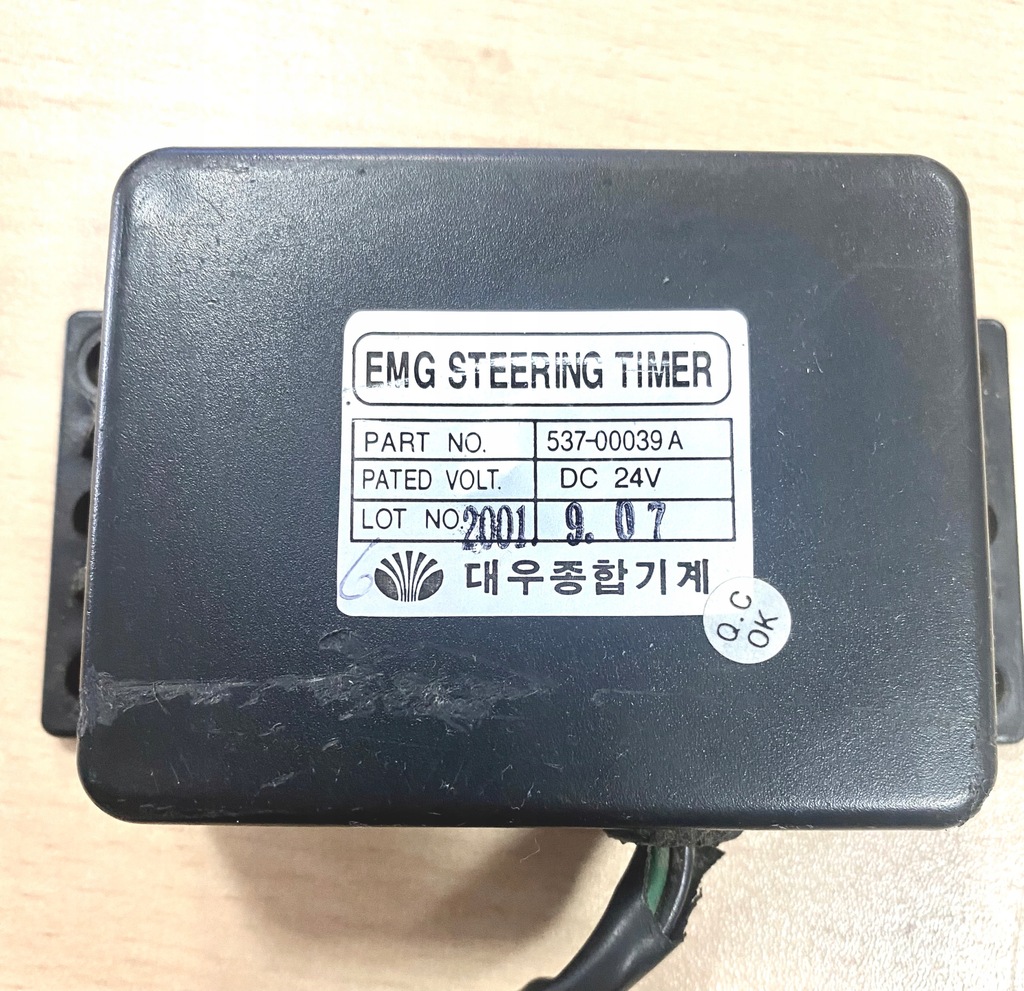 EMG STEERING TIMER
PART NO. 537-00039 A
PATED VOLT. DC 24V
LOT NO. 2001. 9. 07
6 대우종합기계
Q.C
OK